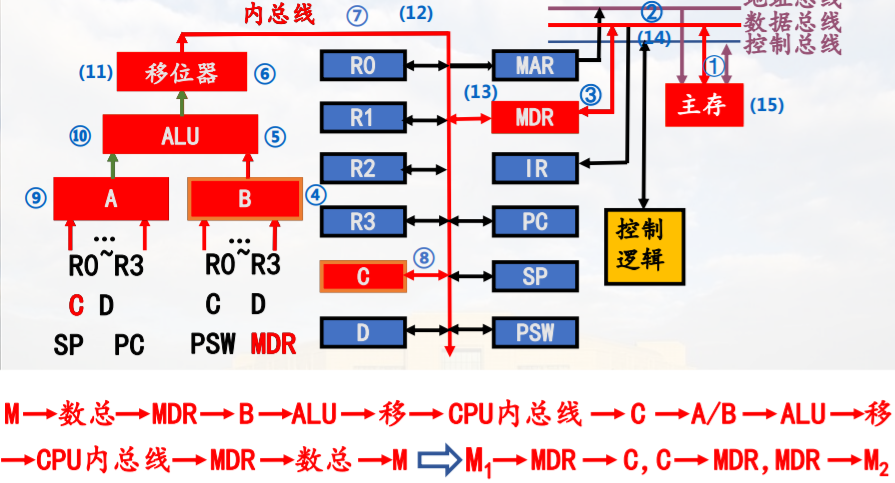 地址总线
内总线 ⑦ (12) ② 数据总线
(14) 控制总线
(11) 移位器 ⑥ R0 MAR ①
(13) ③ 主存 (15)
⑩ ALU ⑤ R1 MDR
R2 IR
⑨ A B ④
... ... R3 PC 控制
R0~R3 R0~R3 逻辑
⑧
C D C D C SP
SP PC PSW MDR D PSW
M→数总→MDR→B→ALU→移→CPU内总线→C→A/B→ALU→移
→CPU内总线→MDR→数总→M⇨M1→MDR→C,C→MDR,MDR→M2